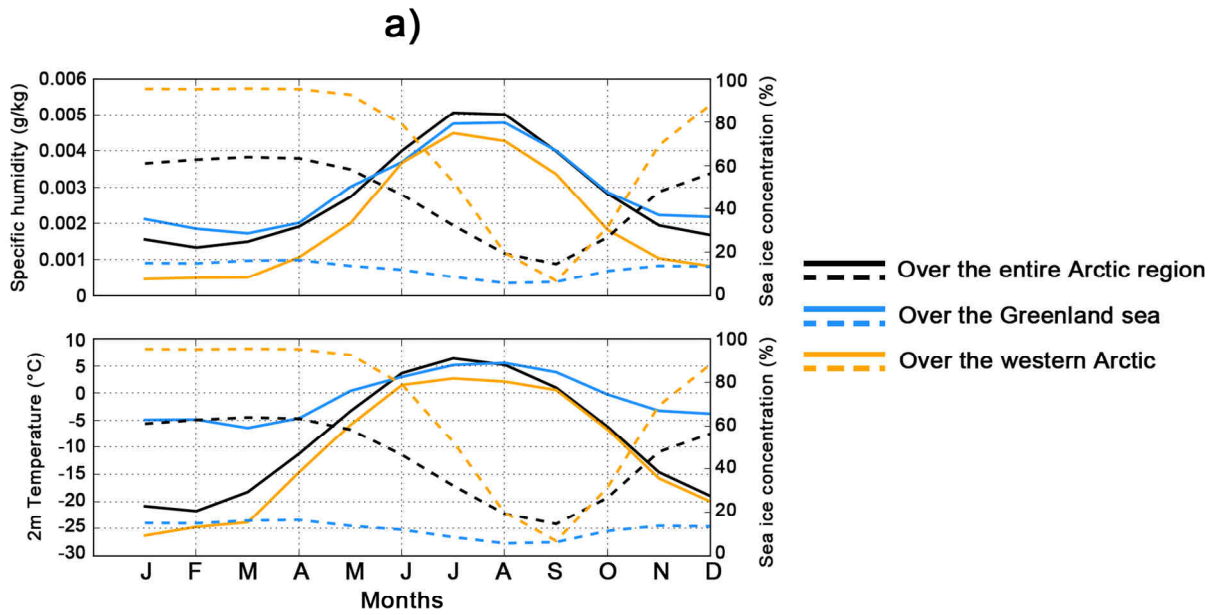 a)
Specific humidity (g/kg)
0.006
0.005
0.004
0.003
0.002
0.001
0
100
80
60
40
20
0
Sea ice concentration (%)
2m Temperature (°C)
10
5
0
-5
-10
-15
-20
-25
-30
100
80
60
40
20
0
Sea ice concentration (%)
J F M A M J J A S O N D
Months
Over the entire Arctic region
Over the Greenland sea
Over the western Arctic